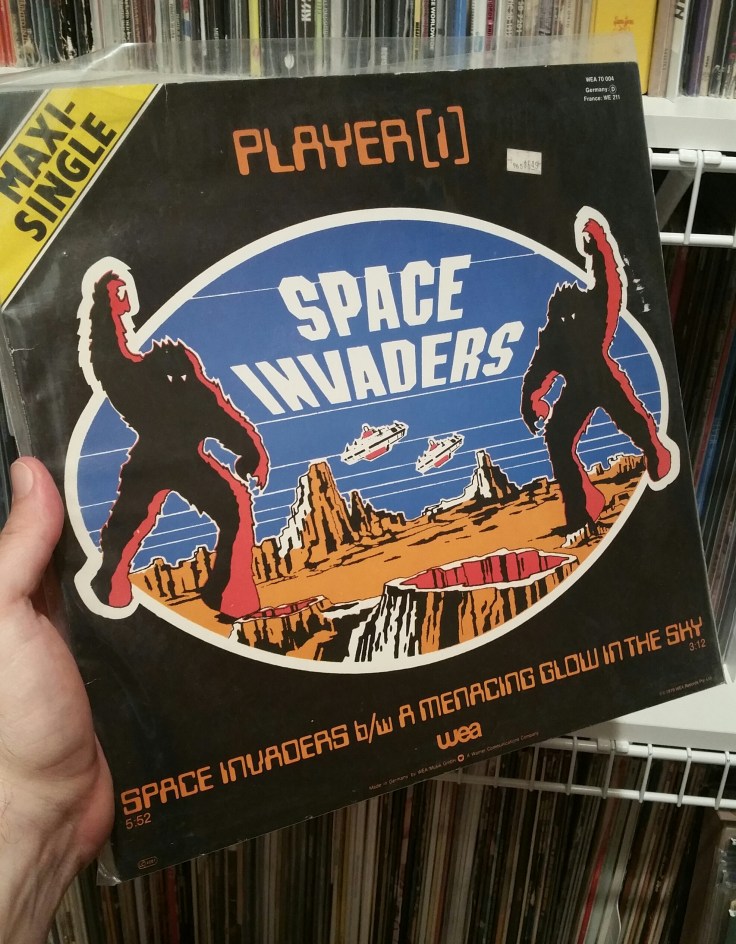 WEA 70 004
Germany: D
France: WE 211
MAXI-
SINGLE
PLAYER[1]
SPACE
INVADERS
SPACE INVADERS b/w A MENACING GLOW IN THE SKY
5:52
3:12
wea